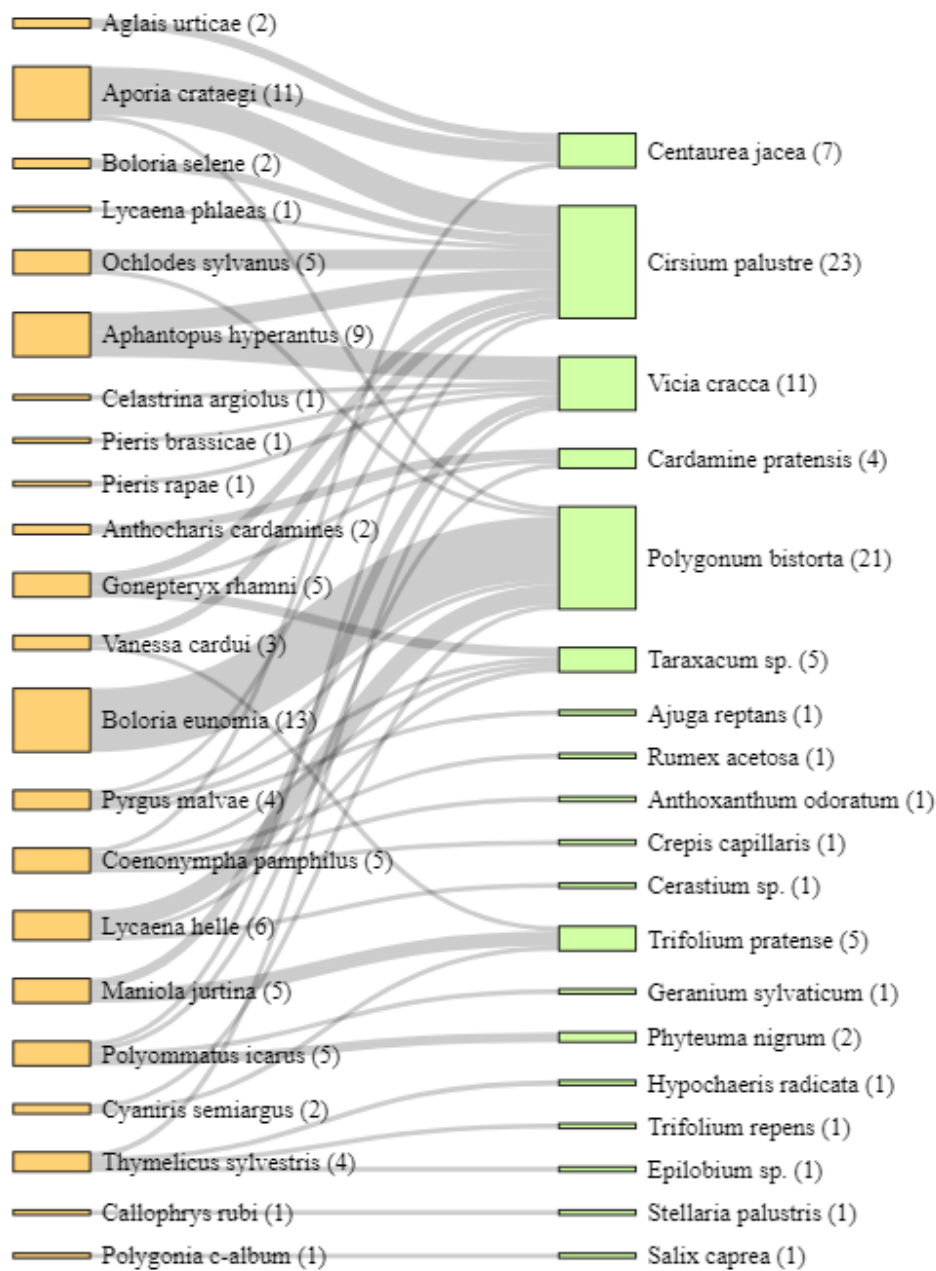 Aglais urticae (2)
Aporia crataegi (11)
Boloria selene (2)
Lycaena phlaeas (1)
Ochlodes sylvanus (5)
Aphantopus hyperantus (9)
Celastrina argiolus (1)
Pieris brassicae (1)
Pieris rapae (1)
Anthocharis cardamines (2)
Gonepteryx rhamni (5)
Vanessa cardui (3)
Boloria eunomia (13)
Pyrgus malvae (4)
Coenonympha pamphilus (5)
Lycaena helle (6)
Maniola jurtina (5)
Polyommatus icarus (5)
Cyaniris semiargus (2)
Thymelicus sylvestris (4)
Callophrys rubi (1)
Polygonia c-album (1)
Centaurea jacea (7)
Cirsium palustre (23)
Vicia cracca (11)
Cardamine pratensis (4)
Polygonum bistorta (21)
Taraxacum sp. (5)
Ajuga reptans (1)
Rumex acetosa (1)
Anthoxanthum odoratum (1)
Crepis capillaris (1)
Cerastium sp. (1)
Trifolium pratense (5)
Geranium sylvaticum (1)
Phyteuma nigrum (2)
Hypochaeris radicata (1)
Trifolium repens (1)
Epilobium sp. (1)
Stellaria palustris (1)
Salix caprea (1)